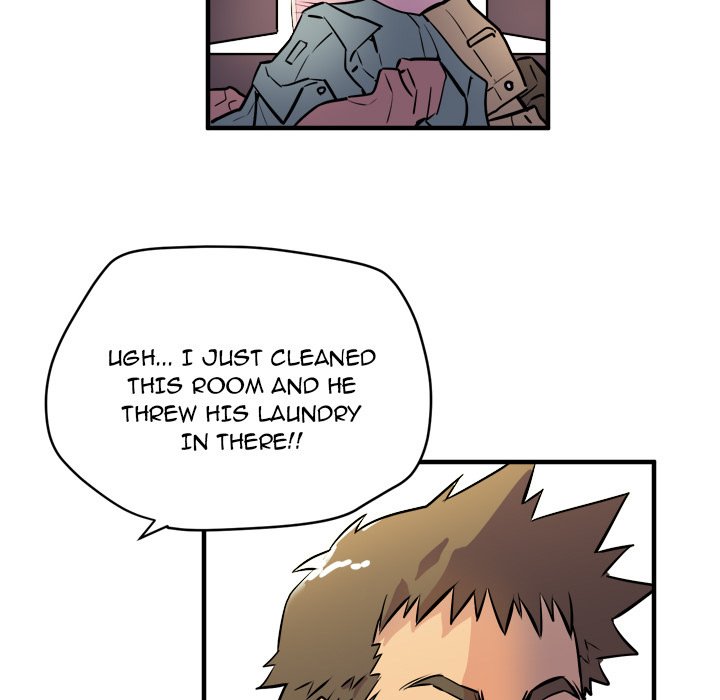 UGH... I JUST CLEANED
THIS ROOM AND HE
THREW HIS LAUNDRY
IN THERE!!